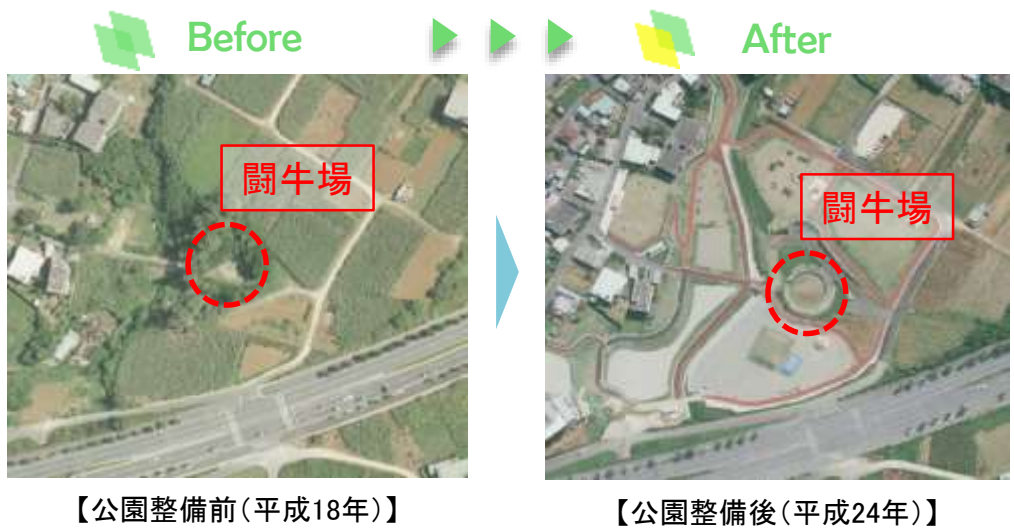 Before
After
闘牛場
闘牛場
【公園整備前(平成18年)】
【公園整備後(平成24年)】